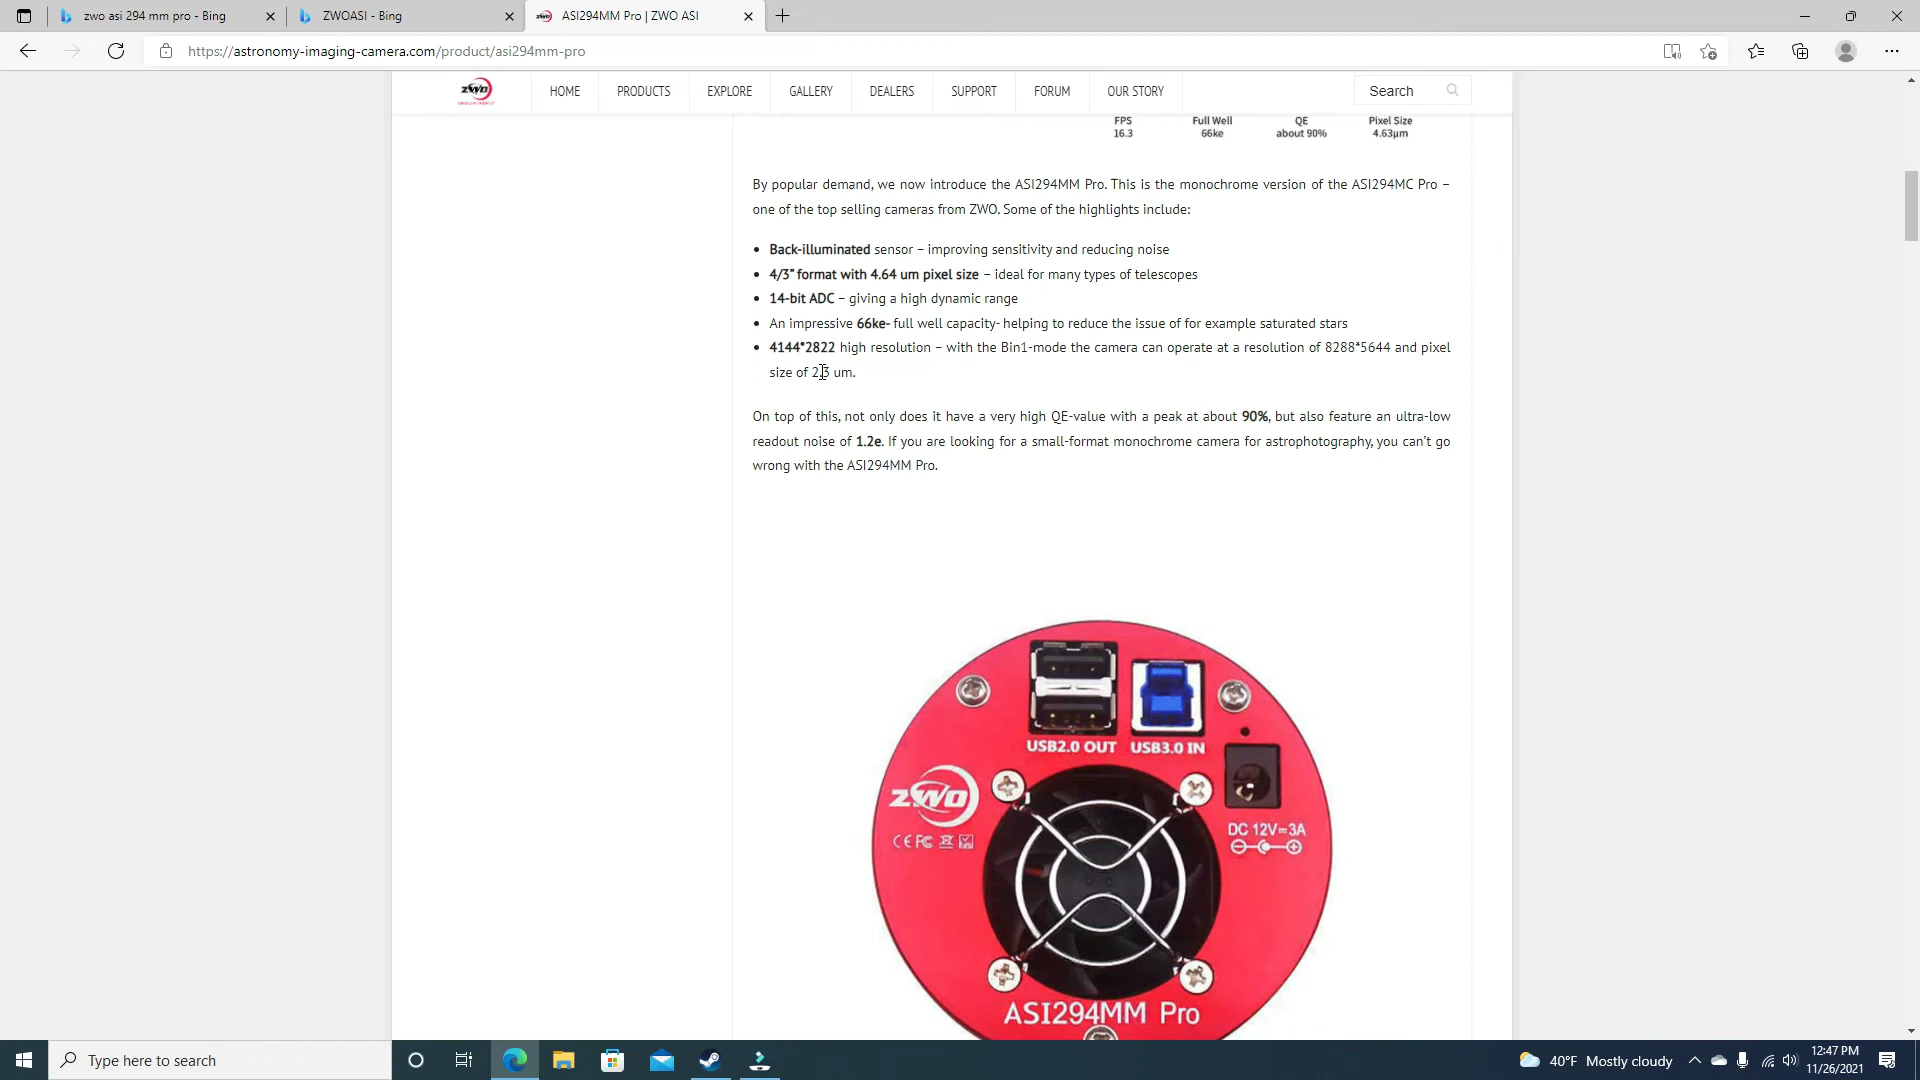 zwo asi 294 mm pro - Bing
ZWOASI - Bing
ASI294MM Pro | ZWO ASI
https://astronomy-imaging-camera.com/product/asi294mm-pro
ZWO
HOME
PRODUCTS
EXPLORE
GALLERY
DEALERS
SUPPORT
FORUM
OUR STORY
Search
FPS
16.3
Full Well
66ke
QE
about 90%
Pixel Size
4.63µm
By popular demand, we now introduce the ASI294MM Pro. This is the monochrome version of the ASI294MC Pro –
one of the top selling cameras from ZWO. Some of the highlights include:
• Back-illuminated sensor – improving sensitivity and reducing noise
• 4/3” format with 4.64 um pixel size – ideal for many types of telescopes
• 14-bit ADC – giving a high dynamic range
• An impressive 66ke- full well capacity- helping to reduce the issue of for example saturated stars
• 4144*2822 high resolution – with the Bin1-mode the camera can operate at a resolution of 8288*5644 and pixel
size of 2.3 um.
On top of this, not only does it have a very high QE-value with a peak at about 90%, but also feature an ultra-low
readout noise of 1.2e. If you are looking for a small-format monochrome camera for astrophotography, you can’t go
wrong with the ASI294MM Pro.
USB2.0 OUT
USB3.0 IN
ZWO
CE FC
DC 12V⎓3A
ASI294MM Pro
Type here to search
40°F Mostly cloudy
12:47 PM
11/26/2021